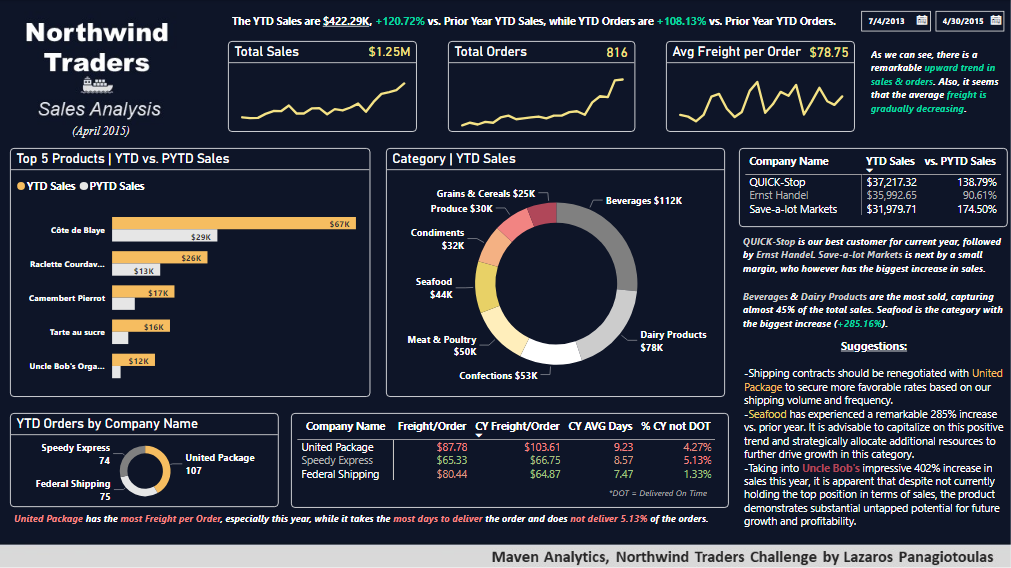 Northwind
Traders
Sales Analysis
(April 2015)
The YTD Sales are $422.29K, +120.72% vs. Prior Year YTD Sales, while YTD Orders are +108.13% vs. Prior Year YTD Orders.
7/4/2013
4/30/2015
Total Sales
$1.25M
Total Orders
816
Avg Freight per Order
$78.75
As we can see, there is a
remarkable upward trend in
sales & orders. Also, it seems
that the average freight is
gradually decreasing.
Top 5 Products | YTD vs. PYTD Sales
YTD Sales PYTD Sales
Côte de Blaye
$67K
$29K
Raclette Courdav...
$26K
$13K
Camembert Pierrot
$17K
Tarte au sucre
$16K
Uncle Bob's Orga...
$12K
Category | YTD Sales
Grains & Cereals $25K
Beverages $112K
Produce $30K
Condiments
$32K
Seafood
$44K
Meat & Poultry
$50K
Confections $53K
Dairy Products
$78K
Company Name YTD Sales vs. PYTD Sales
QUICK-Stop $37,217.32 138.79%
Ernst Handel $35,992.65 90.61%
Save-a-lot Markets $31,979.71 174.50%
QUICK-Stop is our best customer for current year, followed
by Ernst Handel. Save-a-lot Markets is next by a small
margin, who however has the biggest increase in sales.
Beverages & Dairy Products are the most sold, capturing
almost 45% of the total sales. Seafood is the category with
the biggest increase (+285.16%).
Suggestions:
-Shipping contracts should be renegotiated with United
Package to secure more favorable rates based on our
shipping volume and frequency.
-Seafood has experienced a remarkable 285% increase
vs. prior year. It is advisable to capitalize on this positive
trend and strategically allocate additional resources to
further drive growth in this category.
-Taking into Uncle Bob's impressive 402% increase in
sales this year, it is apparent that despite not currently
holding the top position in terms of sales, the product
demonstrates substantial untapped potential for future
growth and profitability.
YTD Orders by Company Name
Speedy Express
74
United Package
107
Federal Shipping
75
Company Name Freight/Order CY Freight/Order CY AVG Days % CY not DOT
United Package $87.78 $103.61 9.23 4.27%
Speedy Express $65.33 $66.75 8.57 5.13%
Federal Shipping $80.44 $64.87 7.47 1.33%
*DOT = Delivered On Time
United Package has the most Freight per Order, especially this year, while it takes the most days to deliver the order and does not deliver 5.13% of the orders.
Maven Analytics, Northwind Traders Challenge by Lazaros Panagiotoulas